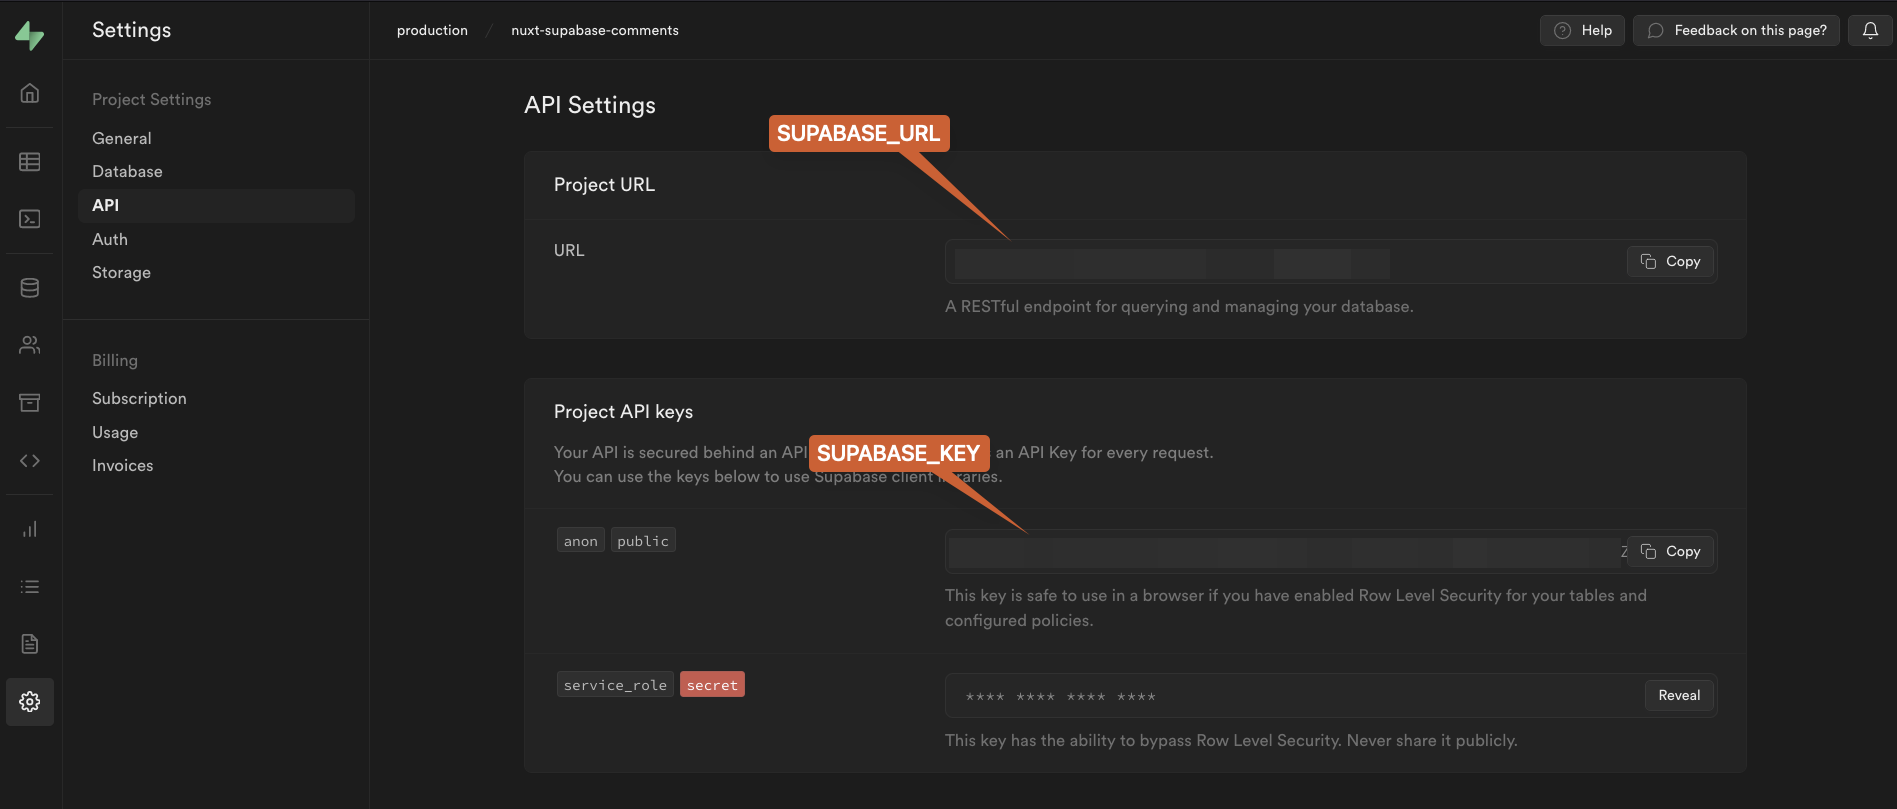 Settings
production / nuxt-supabase-comments
Help
Feedback on this page?
Project Settings
General
Database
API
Auth
Storage
Billing
Subscription
Usage
Invoices
API Settings
SUPABASE_URL
Project URL
URL
Copy
A RESTful endpoint for querying and managing your database.
Project API keys
Your API is secured behind an API an API Key for every request.
SUPABASE_KEY
You can use the keys below to use Supabase client libraries.
anon public
Copy
This key is safe to use in a browser if you have enabled Row Level Security for your tables and
configured policies.
service_role secret
**** **** **** ****
Reveal
This key has the ability to bypass Row Level Security. Never share it publicly.